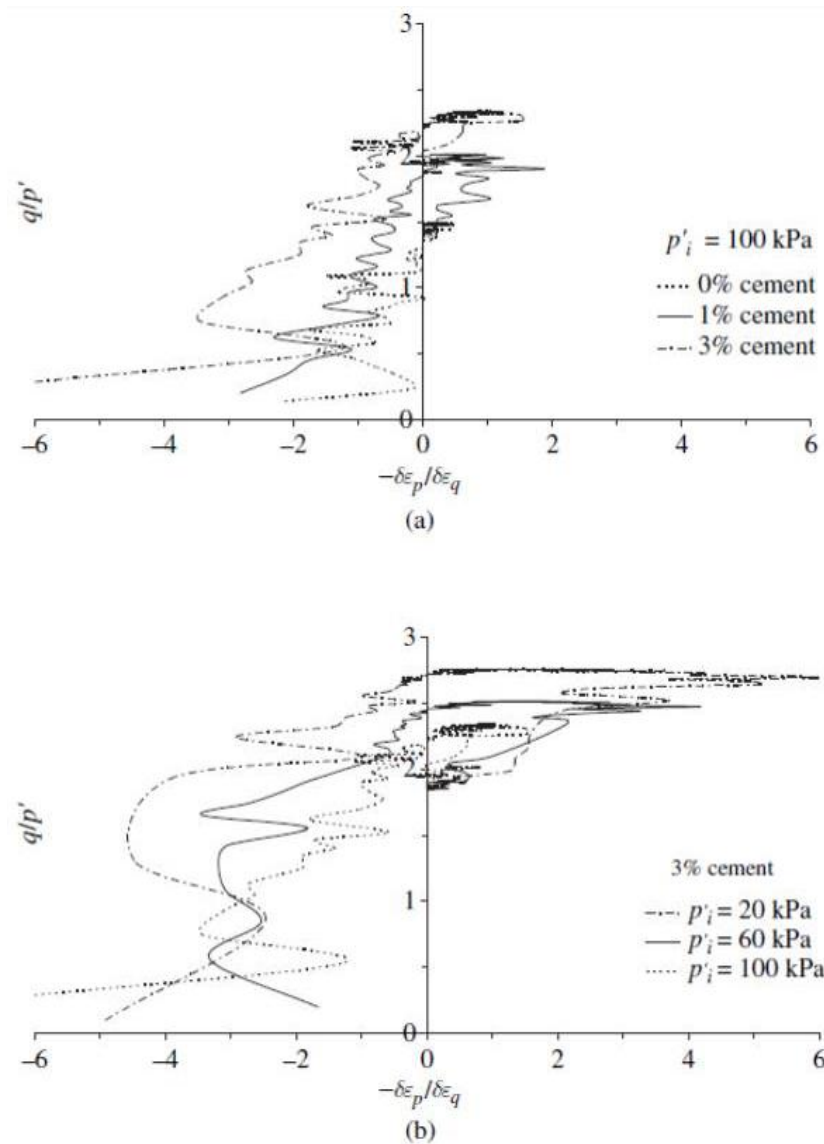 3
q/p'
2
p'i = 100 kPa
0% cement
1
1% cement
3% cement
0
−6 −4 −2 0 2 4 6
−δεp/δεq
(a)
3
2
q/p'
3% cement
1
p'i = 20 kPa
p'i = 60 kPa
p'i = 100 kPa
0
−6 −4 −2 0 2 4 6
−δεp/δεq
(b)